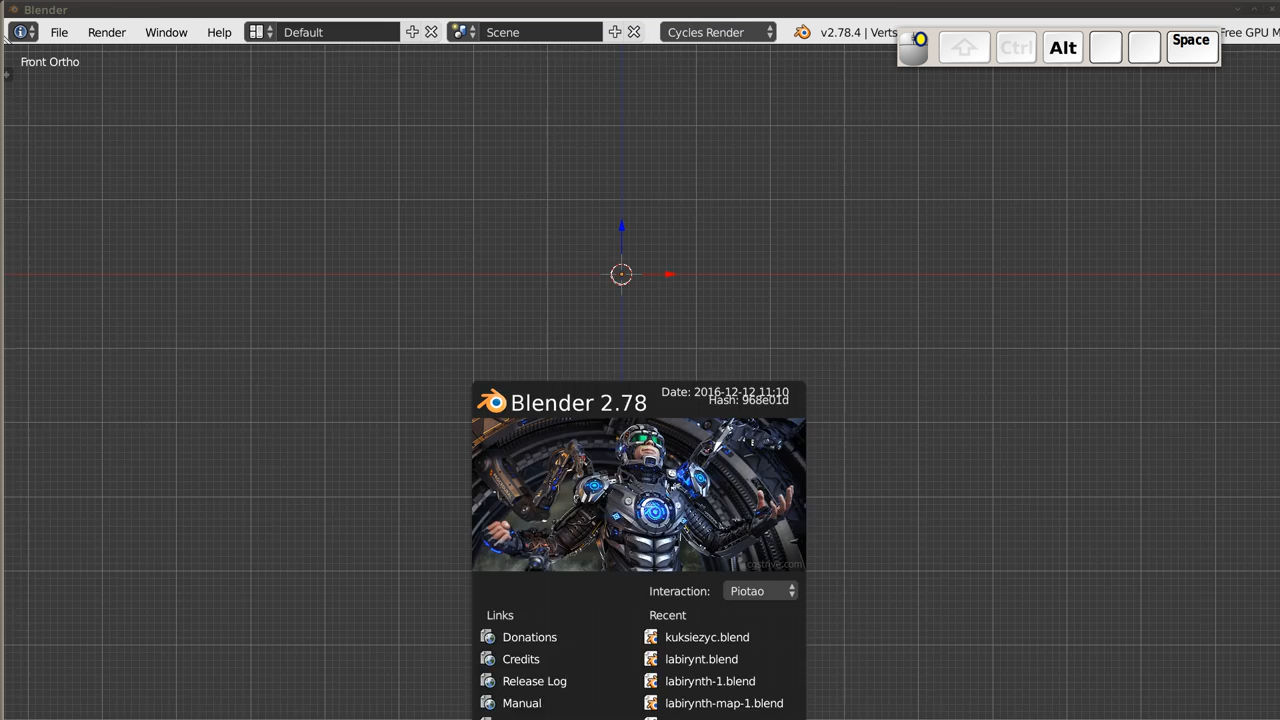 Blender
File Render Window Help Default Scene Cycles Render v2.78.4 | Verts Free GPU M
Alt Space
Ctrl
Front Ortho
Blender 2.78
Date: 2016-12-12 11:10
Hash: 968e01d
costrive.com
Interaction: Piotao
Links Recent
Donations kuksiezyc.blend
Credits labirynt.blend
Release Log labirynth-1.blend
Manual labirynth-map-1.blend